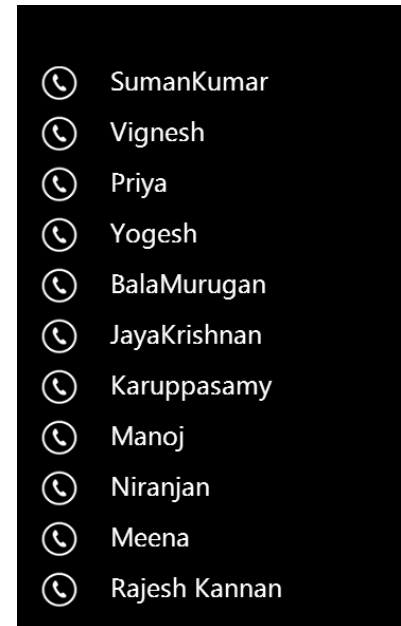 SumanKumar
Vignesh
Priya
Yogesh
BalaMurugan
JayaKrishnan
Karuppasamy
Manoj
Niranjan
Meena
Rajesh Kannan